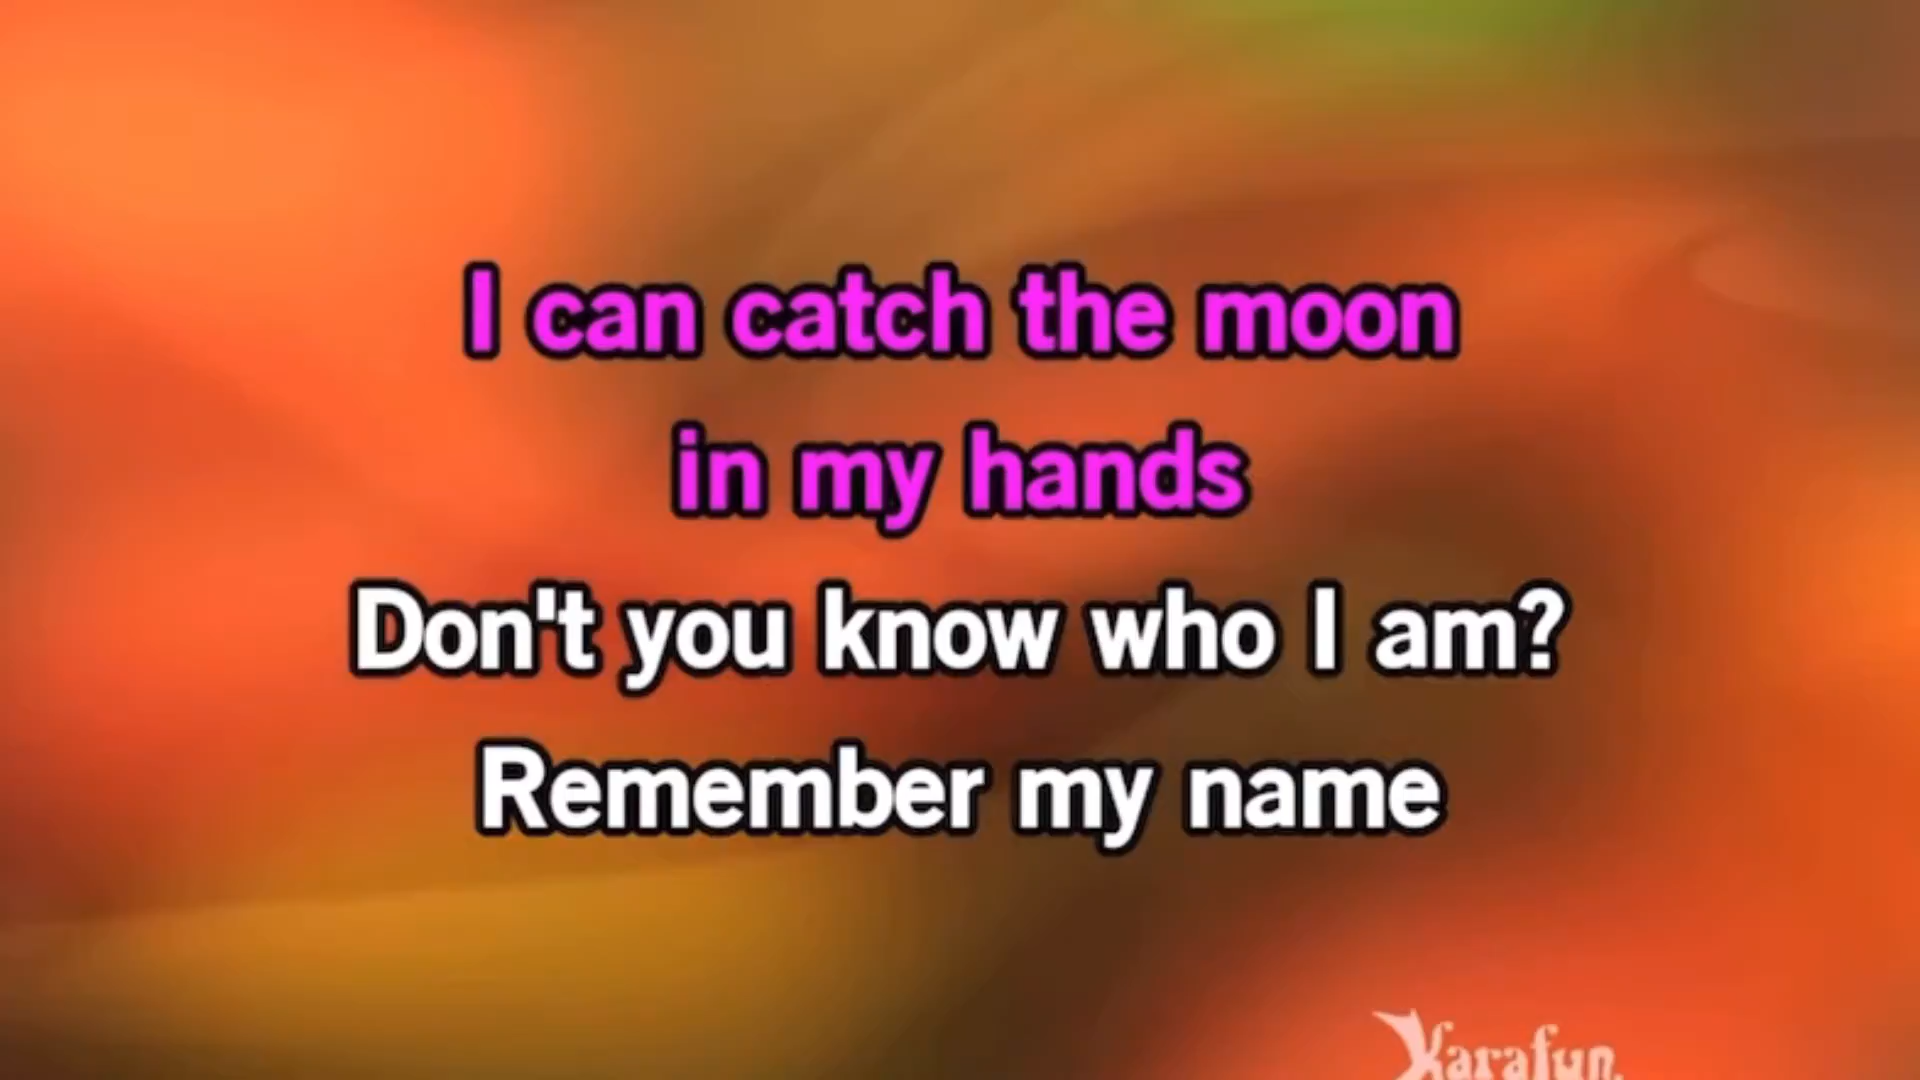 I can catch the moon
in my hands
Don't you know who I am?
Remember my name
Karafun.